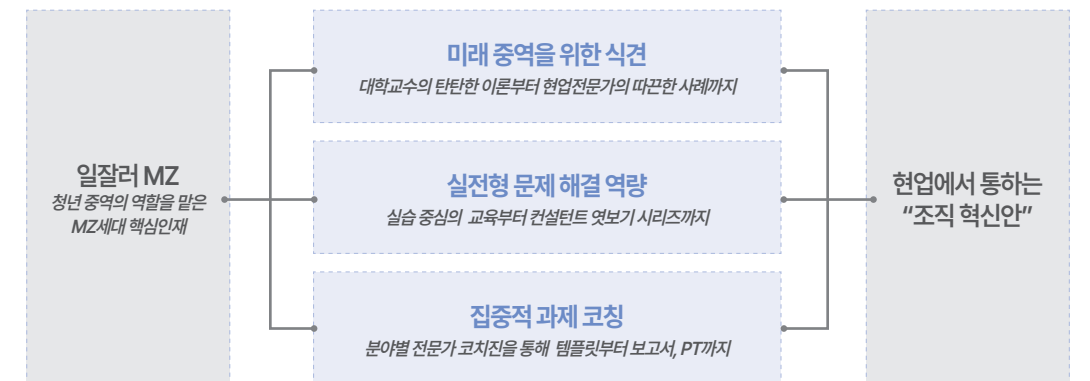 일잘러 MZ
청년 중역의 역할을 맡은
MZ세대 핵심인재
미래 중역을 위한 식견
대학교수의 탄탄한 이론부터 현업전문가의 따끈한 사례까지
실전형 문제 해결 역량
실습 중심의 교육부터 컨설턴트 엿보기 시리즈까지
집중적 과제 코칭
분야별 전문가 코치진을 통해 템플릿부터 보고서, PT까지
현업에서 통하는
“조직 혁신안”